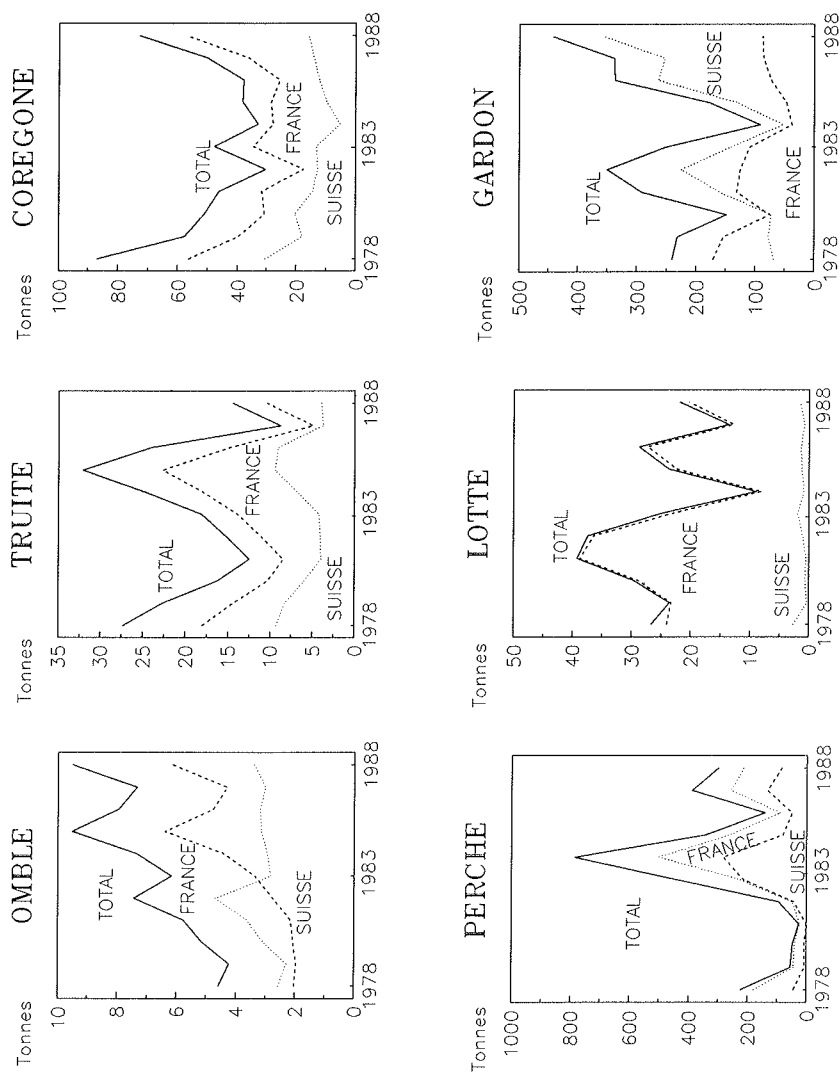 OMBLE
Tonnes
10
8
6
4
2
0
TOTAL
FRANCE
SUISSE
1978
1983
1988
TRUITE
Tonnes
35
30
25
20
15
10
5
0
TOTAL
FRANCE
SUISSE
1978
1983
1988
COREGONE
Tonnes
100
80
60
40
20
0
TOTAL
FRANCE
SUISSE
1978
1983
1988
PERCHE
Tonnes
1000
800
600
400
200
0
TOTAL
FRANCE
SUISSE
1978
1983
1988
LOTTE
Tonnes
50
40
30
20
10
0
TOTAL
FRANCE
SUISSE
1978
1983
1988
GARDON
Tonnes
500
400
300
200
100
0
TOTAL
SUISSE
FRANCE
1978
1983
1988